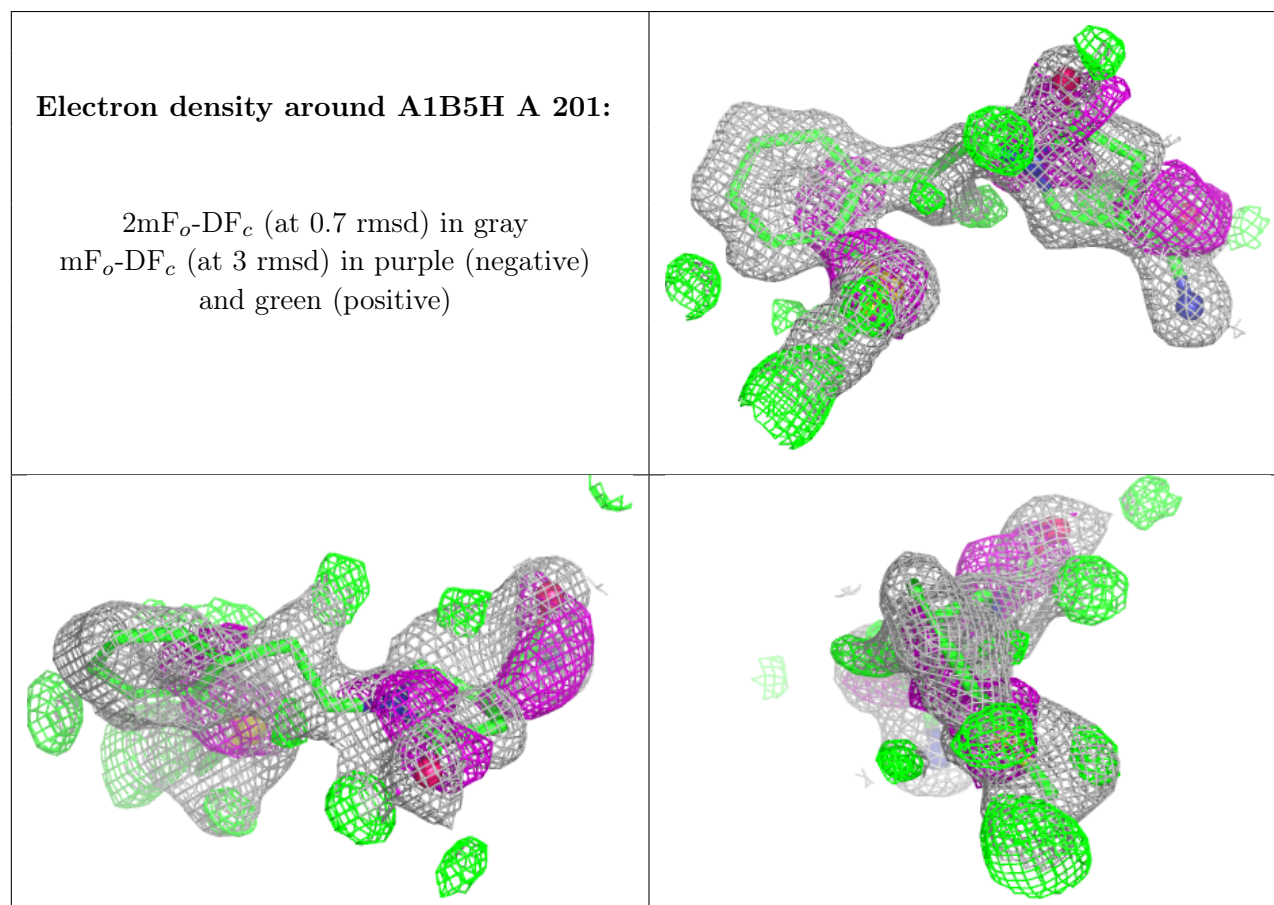 Electron density around A1B5H A 201:
2mFₒ-DF𝒸 (at 0.7 rmsd) in gray
mFₒ-DF𝒸 (at 3 rmsd) in purple (negative)
and green (positive)